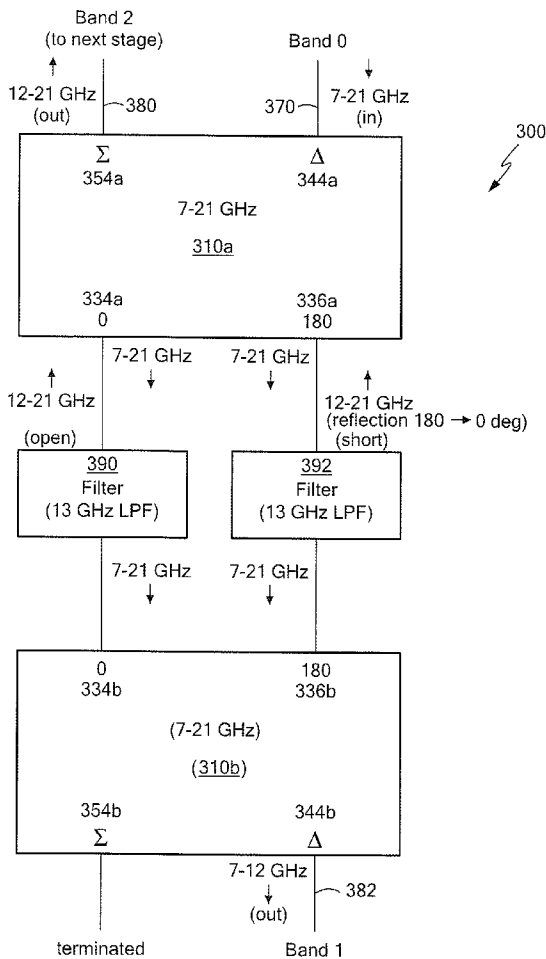 Band 2
(to next stage)
Band 0
12-21 GHz
(out)
380
370
7-21 GHz
(in)
300
Σ
354a
Δ
344a
7-21 GHz
310a
334a
0
336a
180
7-21 GHz
7-21 GHz
12-21 GHz
12-21 GHz
(reflection 180 → 0 deg)
(open)
(short)
390
Filter
(13 GHz LPF)
392
Filter
(13 GHz LPF)
7-21 GHz
7-21 GHz
0
334b
180
336b
(7-21 GHz)
(310b)
354b
Σ
344b
Δ
7-12 GHz
(out)
382
terminated
Band 1